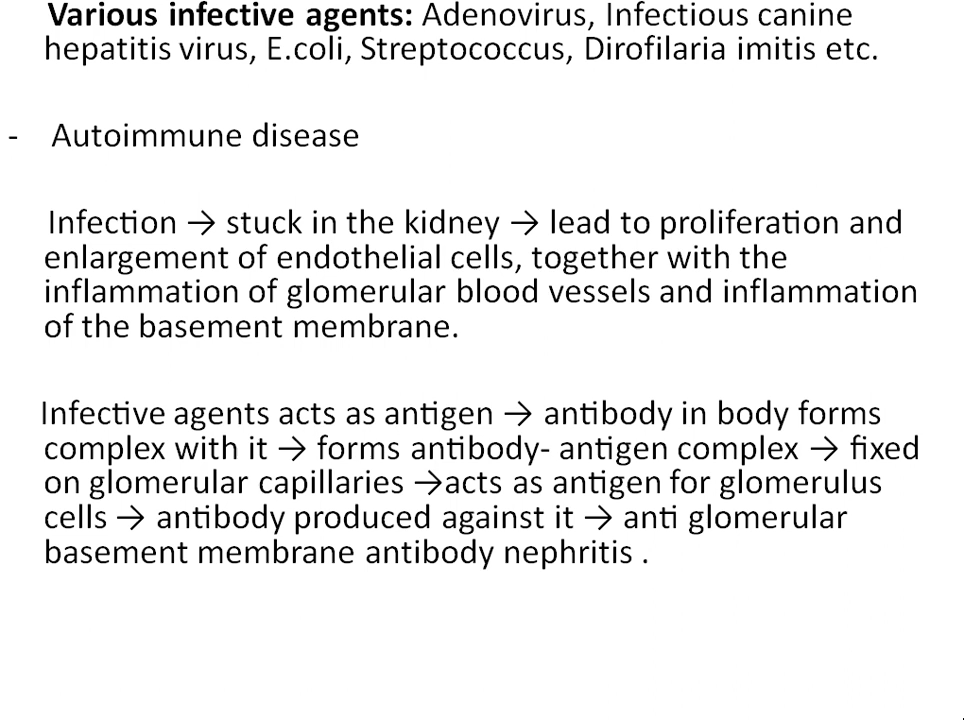 Various infective agents: Adenovirus, Infectious canine
hepatitis virus, E.coli, Streptococcus, Dirofilaria imitis etc.
- Autoimmune disease
Infection → stuck in the kidney → lead to proliferation and
enlargement of endothelial cells, together with the
inflammation of glomerular blood vessels and inflammation
of the basement membrane.
Infective agents acts as antigen → antibody in body forms
complex with it → forms antibody- antigen complex → fixed
on glomerular capillaries →acts as antigen for glomerulus
cells → antibody produced against it → anti glomerular
basement membrane antibody nephritis .